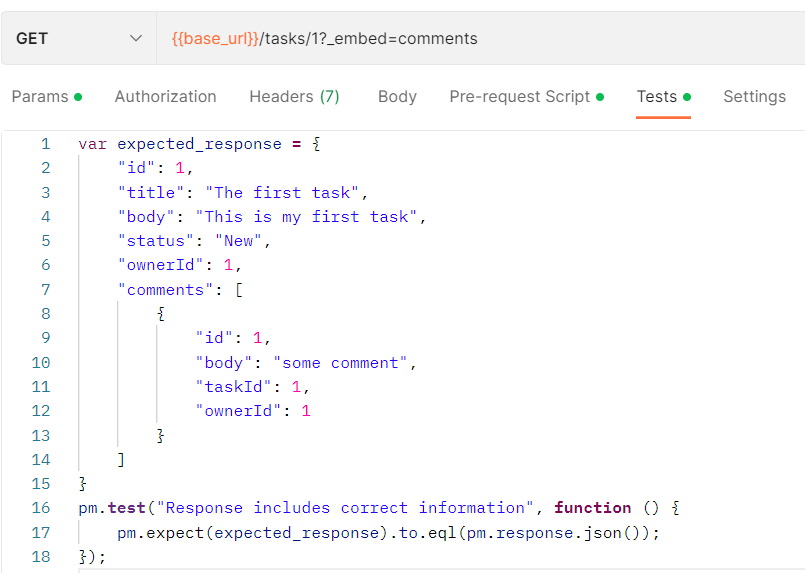 GET {{base_url}}/tasks/1?_embed=comments
Params Authorization Headers (7) Body Pre-request Script Tests Settings
1 var expected_response = {
2 "id": 1,
3 "title": "The first task",
4 "body": "This is my first task",
5 "status": "New",
6 "ownerId": 1,
7 "comments": [
8 {
9 "id": 1,
10 "body": "some comment",
11 "taskId": 1,
12 "ownerId": 1
13 }
14 ]
15 }
16 pm.test("Response includes correct information", function () {
17 pm.expect(expected_response).to.eql(pm.response.json());
18 });